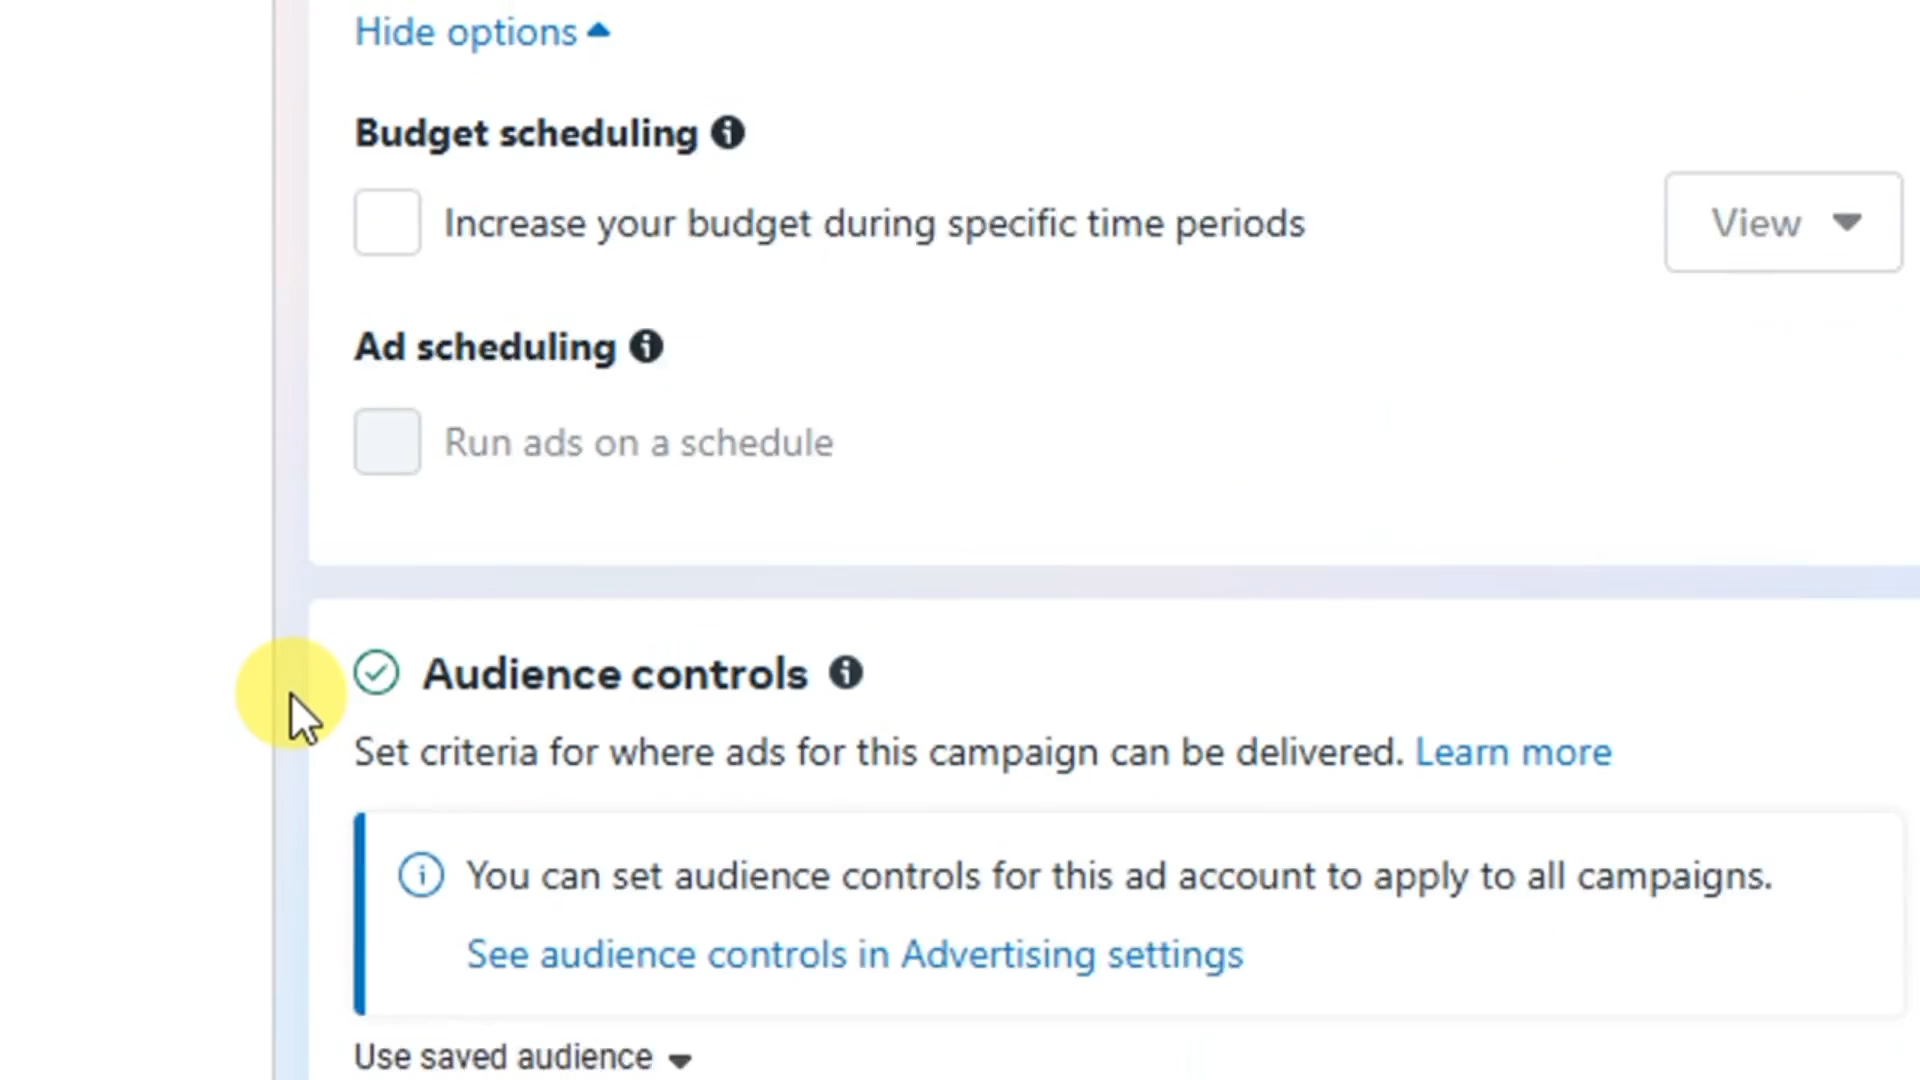 Hide options
Budget scheduling
Increase your budget during specific time periods
View
Ad scheduling
Run ads on a schedule
Audience controls
Set criteria for where ads for this campaign can be delivered. Learn more
You can set audience controls for this ad account to apply to all campaigns.
See audience controls in Advertising settings
Use saved audience